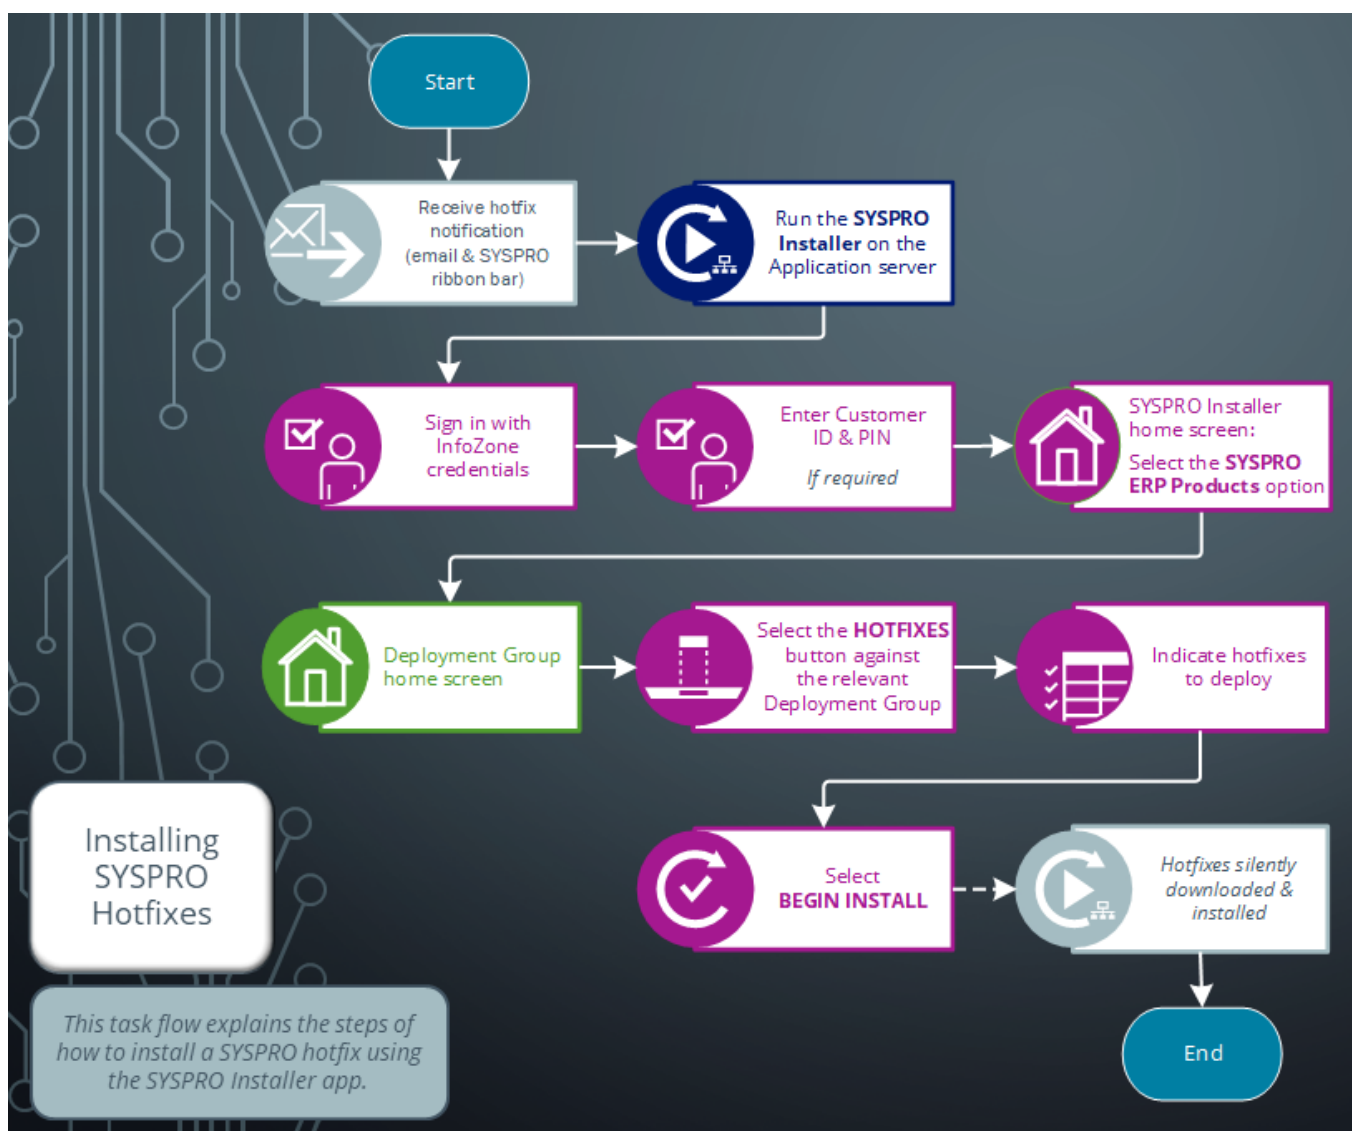 Start
Receive hotfix
notification
(email & SYSPRO
ribbon bar)
Run the SYSPRO
Installer on the
Application server
Sign in with
InfoZone
credentials
Enter Customer
ID & PIN
If required
SYSPRO Installer
home screen:
Select the SYSPRO
ERP Products option
Deployment Group
home screen
Select the HOTFIXES
button against
the relevant
Deployment Group
Indicate hotfixes
to deploy
Select
BEGIN INSTALL
Hotfixes silently
downloaded &
installed
End
Installing
SYSPRO
Hotfixes
This task flow explains the steps of
how to install a SYSPRO hotfix using
the SYSPRO Installer app.